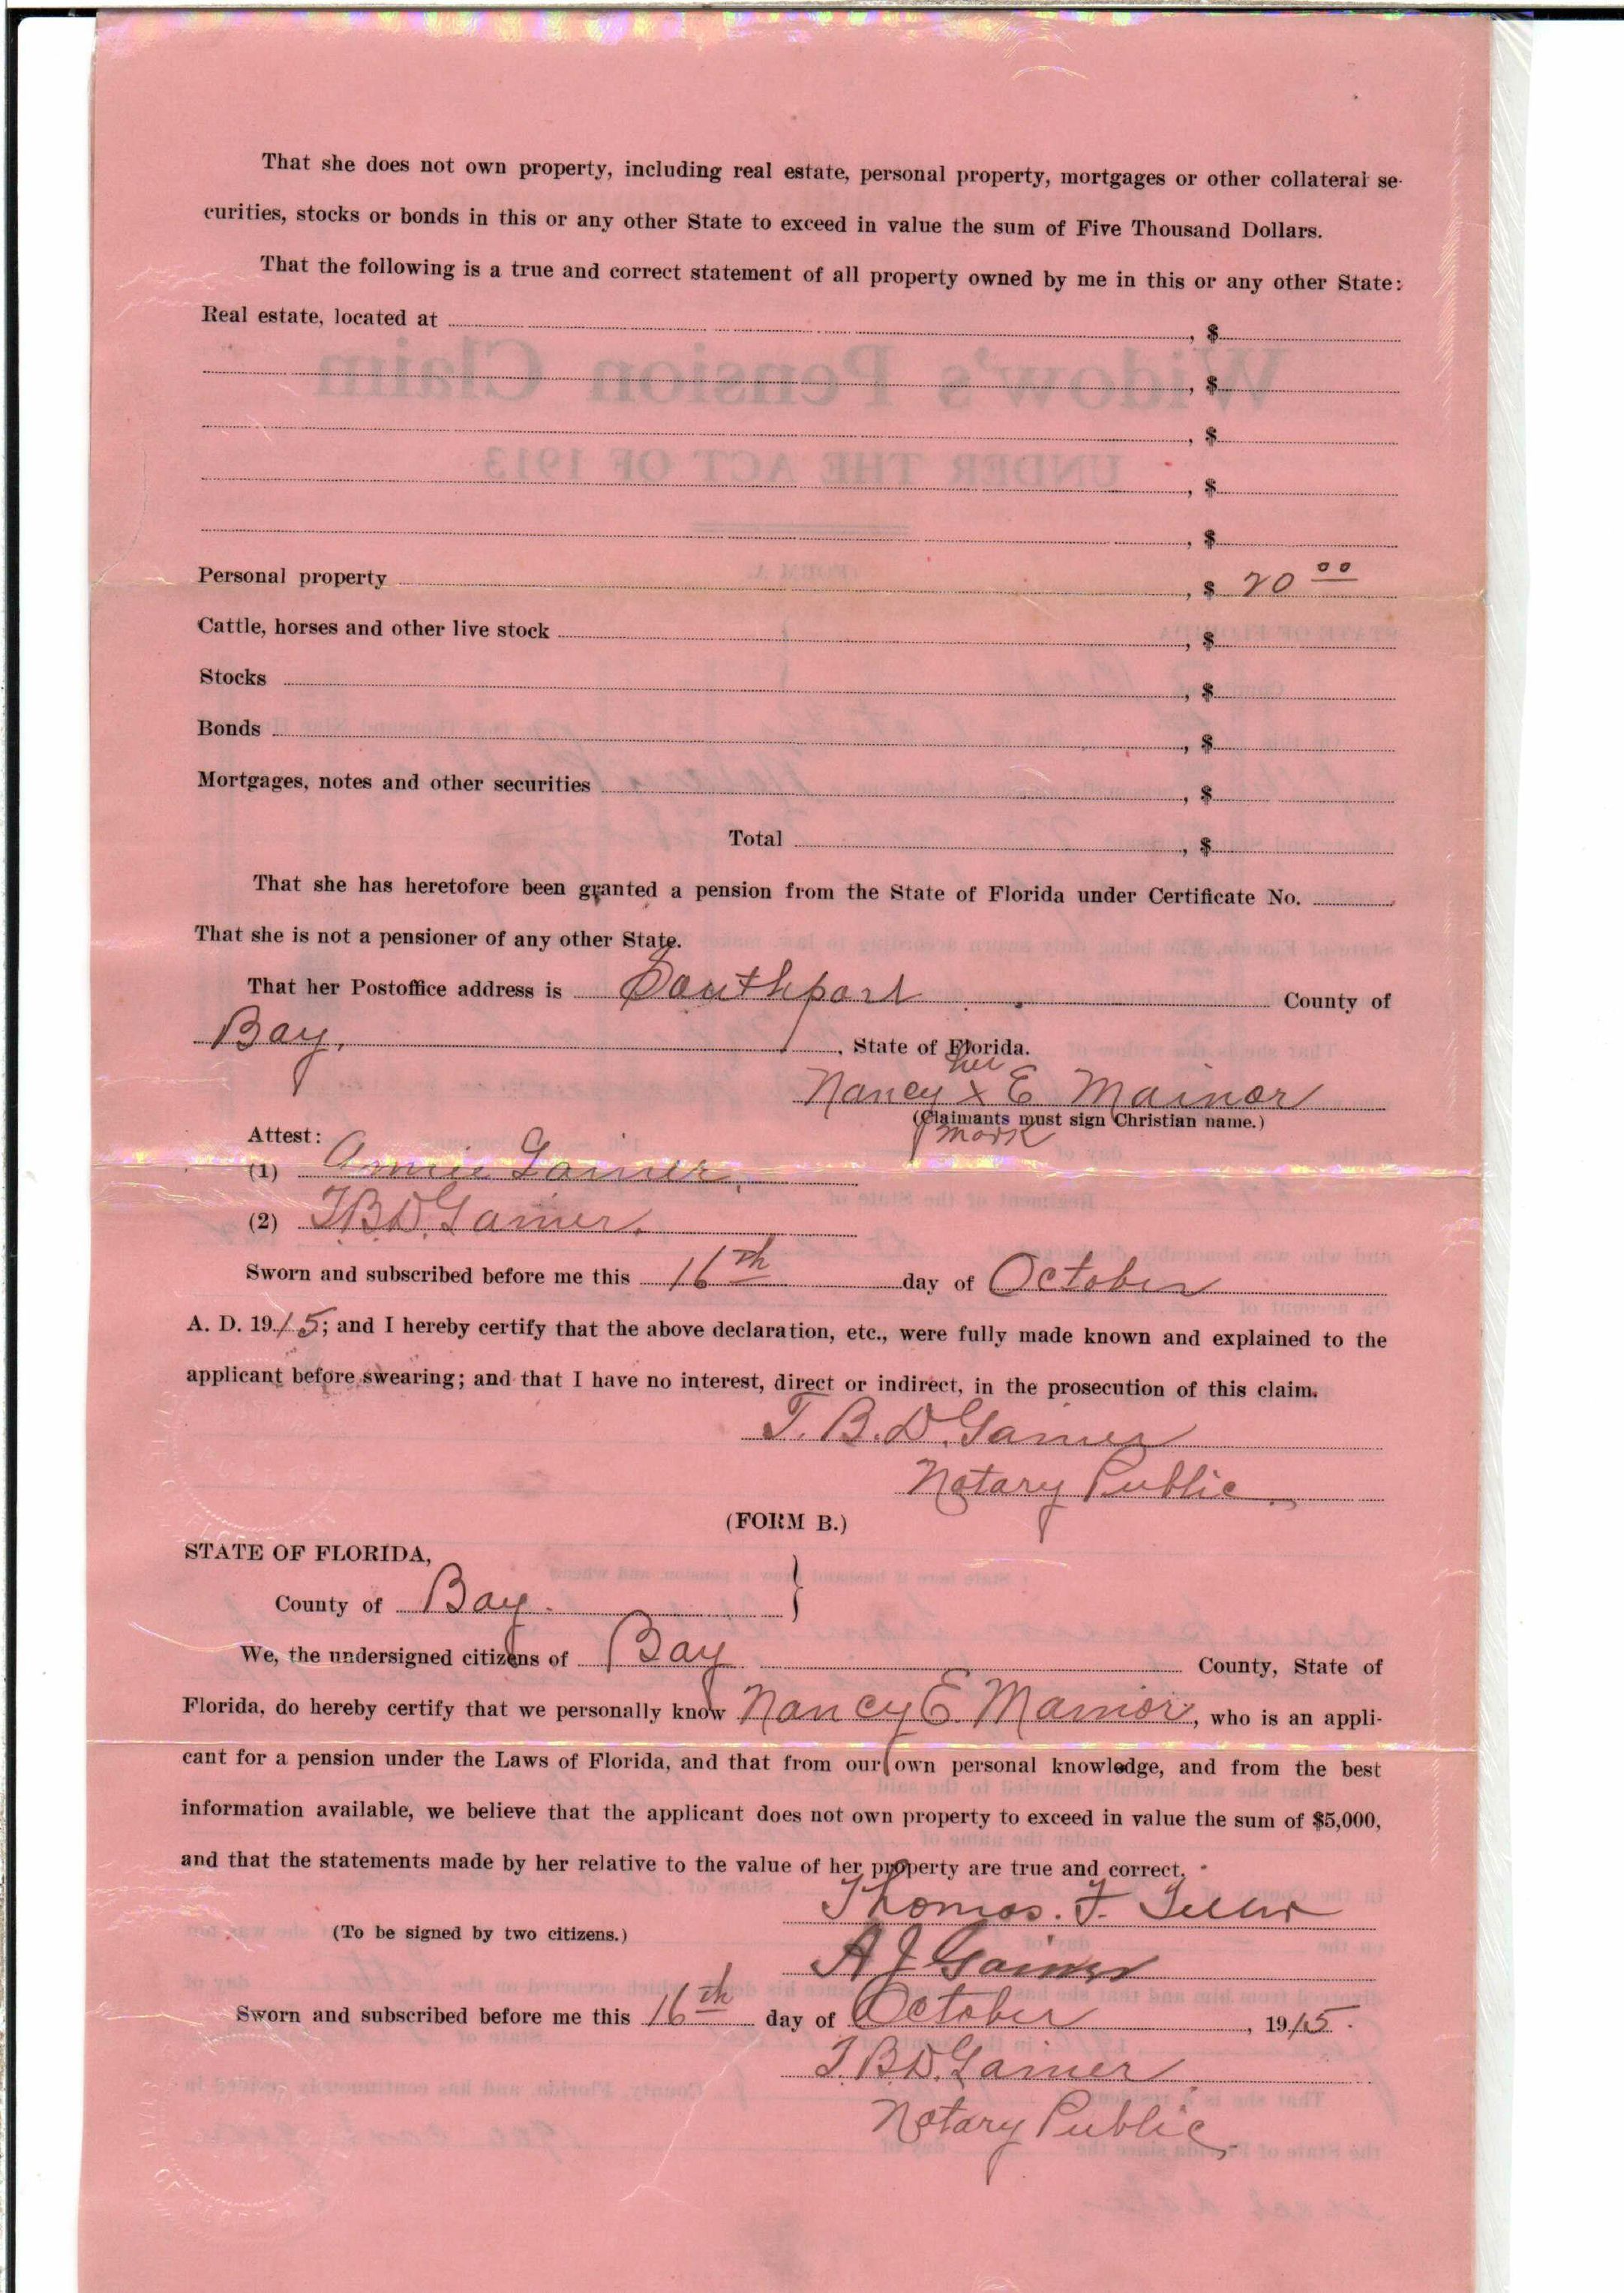 That she does not own property, including real estate, personal property, mortgages or other collateral se-
curities, stocks or bonds in this or any other State to exceed in value the sum of Five Thousand Dollars.
That the following is a true and correct statement of all property owned by me in this or any other State:
Real estate, located at , $
, $
, $
, $
, $
Personal property , $ 20 00
Cattle, horses and other live stock , $
Stocks , $
Bonds , $
Mortgages, notes and other securities , $
Total , $
That she has heretofore been granted a pension from the State of Florida under Certificate No.
That she is not a pensioner of any other State.
That her Postoffice address is Southport County of
Bay, , State of Florida.
her
Nancy x E Mainor
(Claimants must sign Christian name.)
mark
Attest:
(1) Annie Gainer.
(2) T.B.D. Gainer.
Sworn and subscribed before me this 16th day of October
A. D. 1915; and I hereby certify that the above declaration, etc., were fully made known and explained to the
applicant before swearing; and that I have no interest, direct or indirect, in the prosecution of this claim.
T. B. D. Gainer
Notary Public
(FORM B.)
STATE OF FLORIDA,
County of Bay. }
We, the undersigned citizens of Bay County, State of
Florida, do hereby certify that we personally know Nancy E. Mainor, who is an appli-
cant for a pension under the Laws of Florida, and that from our own personal knowledge, and from the best
information available, we believe that the applicant does not own property to exceed in value the sum of $5,000,
and that the statements made by her relative to the value of her property are true and correct.
Thomas. F.
(To be signed by two citizens.)
A J Gainer
Sworn and subscribed before me this 16th day of October , 1915.
T.B.D. Gainer
Notary Public